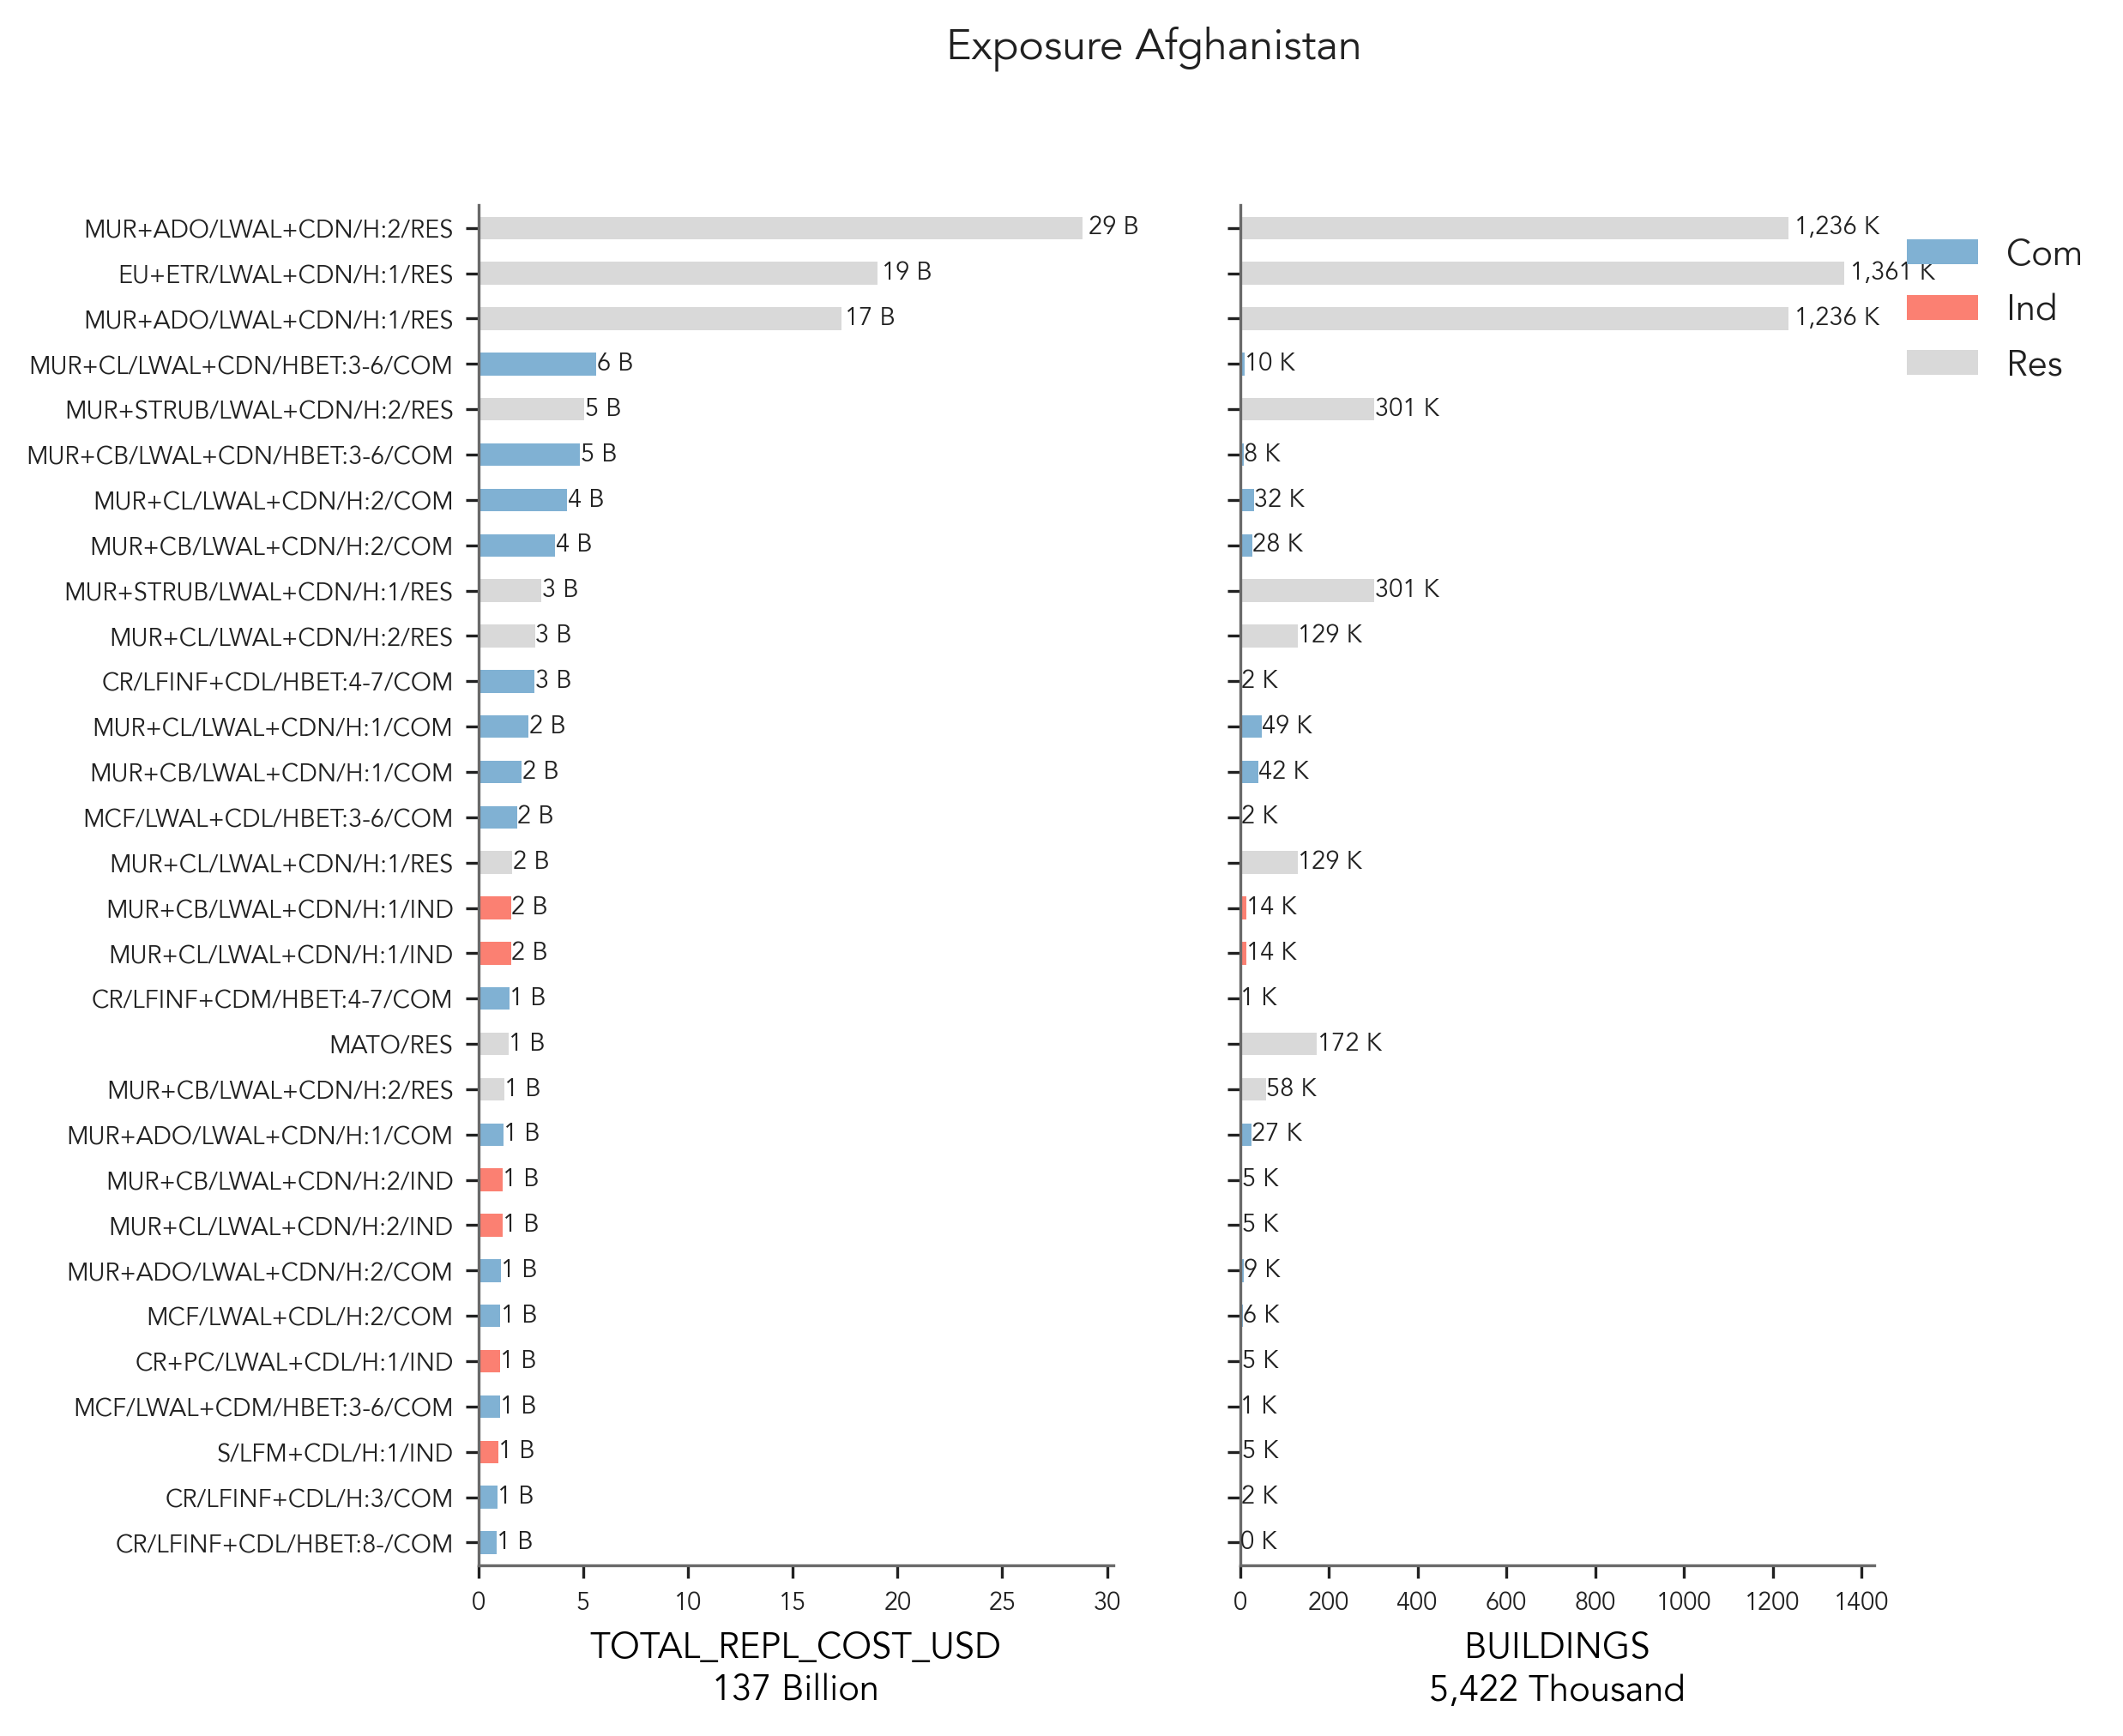 Exposure Afghanistan
MUR+ADO/LWAL+CDN/H:2/RES 29 B 1,236 K
EU+ETR/LWAL+CDN/H:1/RES 19 B 1,361 K
MUR+ADO/LWAL+CDN/H:1/RES 17 B 1,236 K
MUR+CL/LWAL+CDN/HBET:3-6/COM 6 B 10 K
MUR+STRUB/LWAL+CDN/H:2/RES 5 B 301 K
MUR+CB/LWAL+CDN/HBET:3-6/COM 5 B 8 K
MUR+CL/LWAL+CDN/H:2/COM 4 B 32 K
MUR+CB/LWAL+CDN/H:2/COM 4 B 28 K
MUR+STRUB/LWAL+CDN/H:1/RES 3 B 301 K
MUR+CL/LWAL+CDN/H:2/RES 3 B 129 K
CR/LFINF+CDL/HBET:4-7/COM 3 B 2 K
MUR+CL/LWAL+CDN/H:1/COM 2 B 49 K
MUR+CB/LWAL+CDN/H:1/COM 2 B 42 K
MCF/LWAL+CDL/HBET:3-6/COM 2 B 2 K
MUR+CL/LWAL+CDN/H:1/RES 2 B 129 K
MUR+CB/LWAL+CDN/H:1/IND 2 B 14 K
MUR+CL/LWAL+CDN/H:1/IND 2 B 14 K
CR/LFINF+CDM/HBET:4-7/COM 1 B 1 K
MATO/RES 1 B 172 K
MUR+CB/LWAL+CDN/H:2/RES 1 B 58 K
MUR+ADO/LWAL+CDN/H:1/COM 1 B 27 K
MUR+CB/LWAL+CDN/H:2/IND 1 B 5 K
MUR+CL/LWAL+CDN/H:2/IND 1 B 5 K
MUR+ADO/LWAL+CDN/H:2/COM 1 B 9 K
MCF/LWAL+CDL/H:2/COM 1 B 6 K
CR+PC/LWAL+CDL/H:1/IND 1 B 5 K
MCF/LWAL+CDM/HBET:3-6/COM 1 B 1 K
S/LFM+CDL/H:1/IND 1 B 5 K
CR/LFINF+CDL/H:3/COM 1 B 2 K
CR/LFINF+CDL/HBET:8-/COM 1 B 0 K
0 5 10 15 20 25 30
TOTAL_REPL_COST_USD
137 Billion
0 200 400 600 800 1000 1200 1400
BUILDINGS
5,422 Thousand
Com
Ind
Res